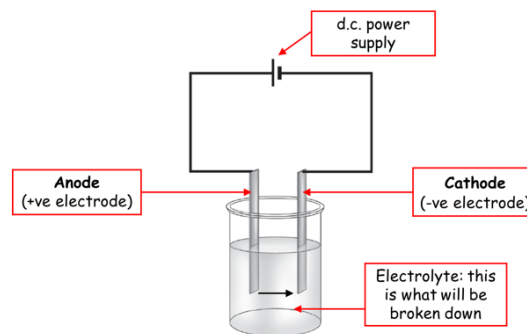 d.c. power
supply
Anode
(+ve electrode)
Cathode
(-ve electrode)
Electrolyte: this
is what will be
broken down